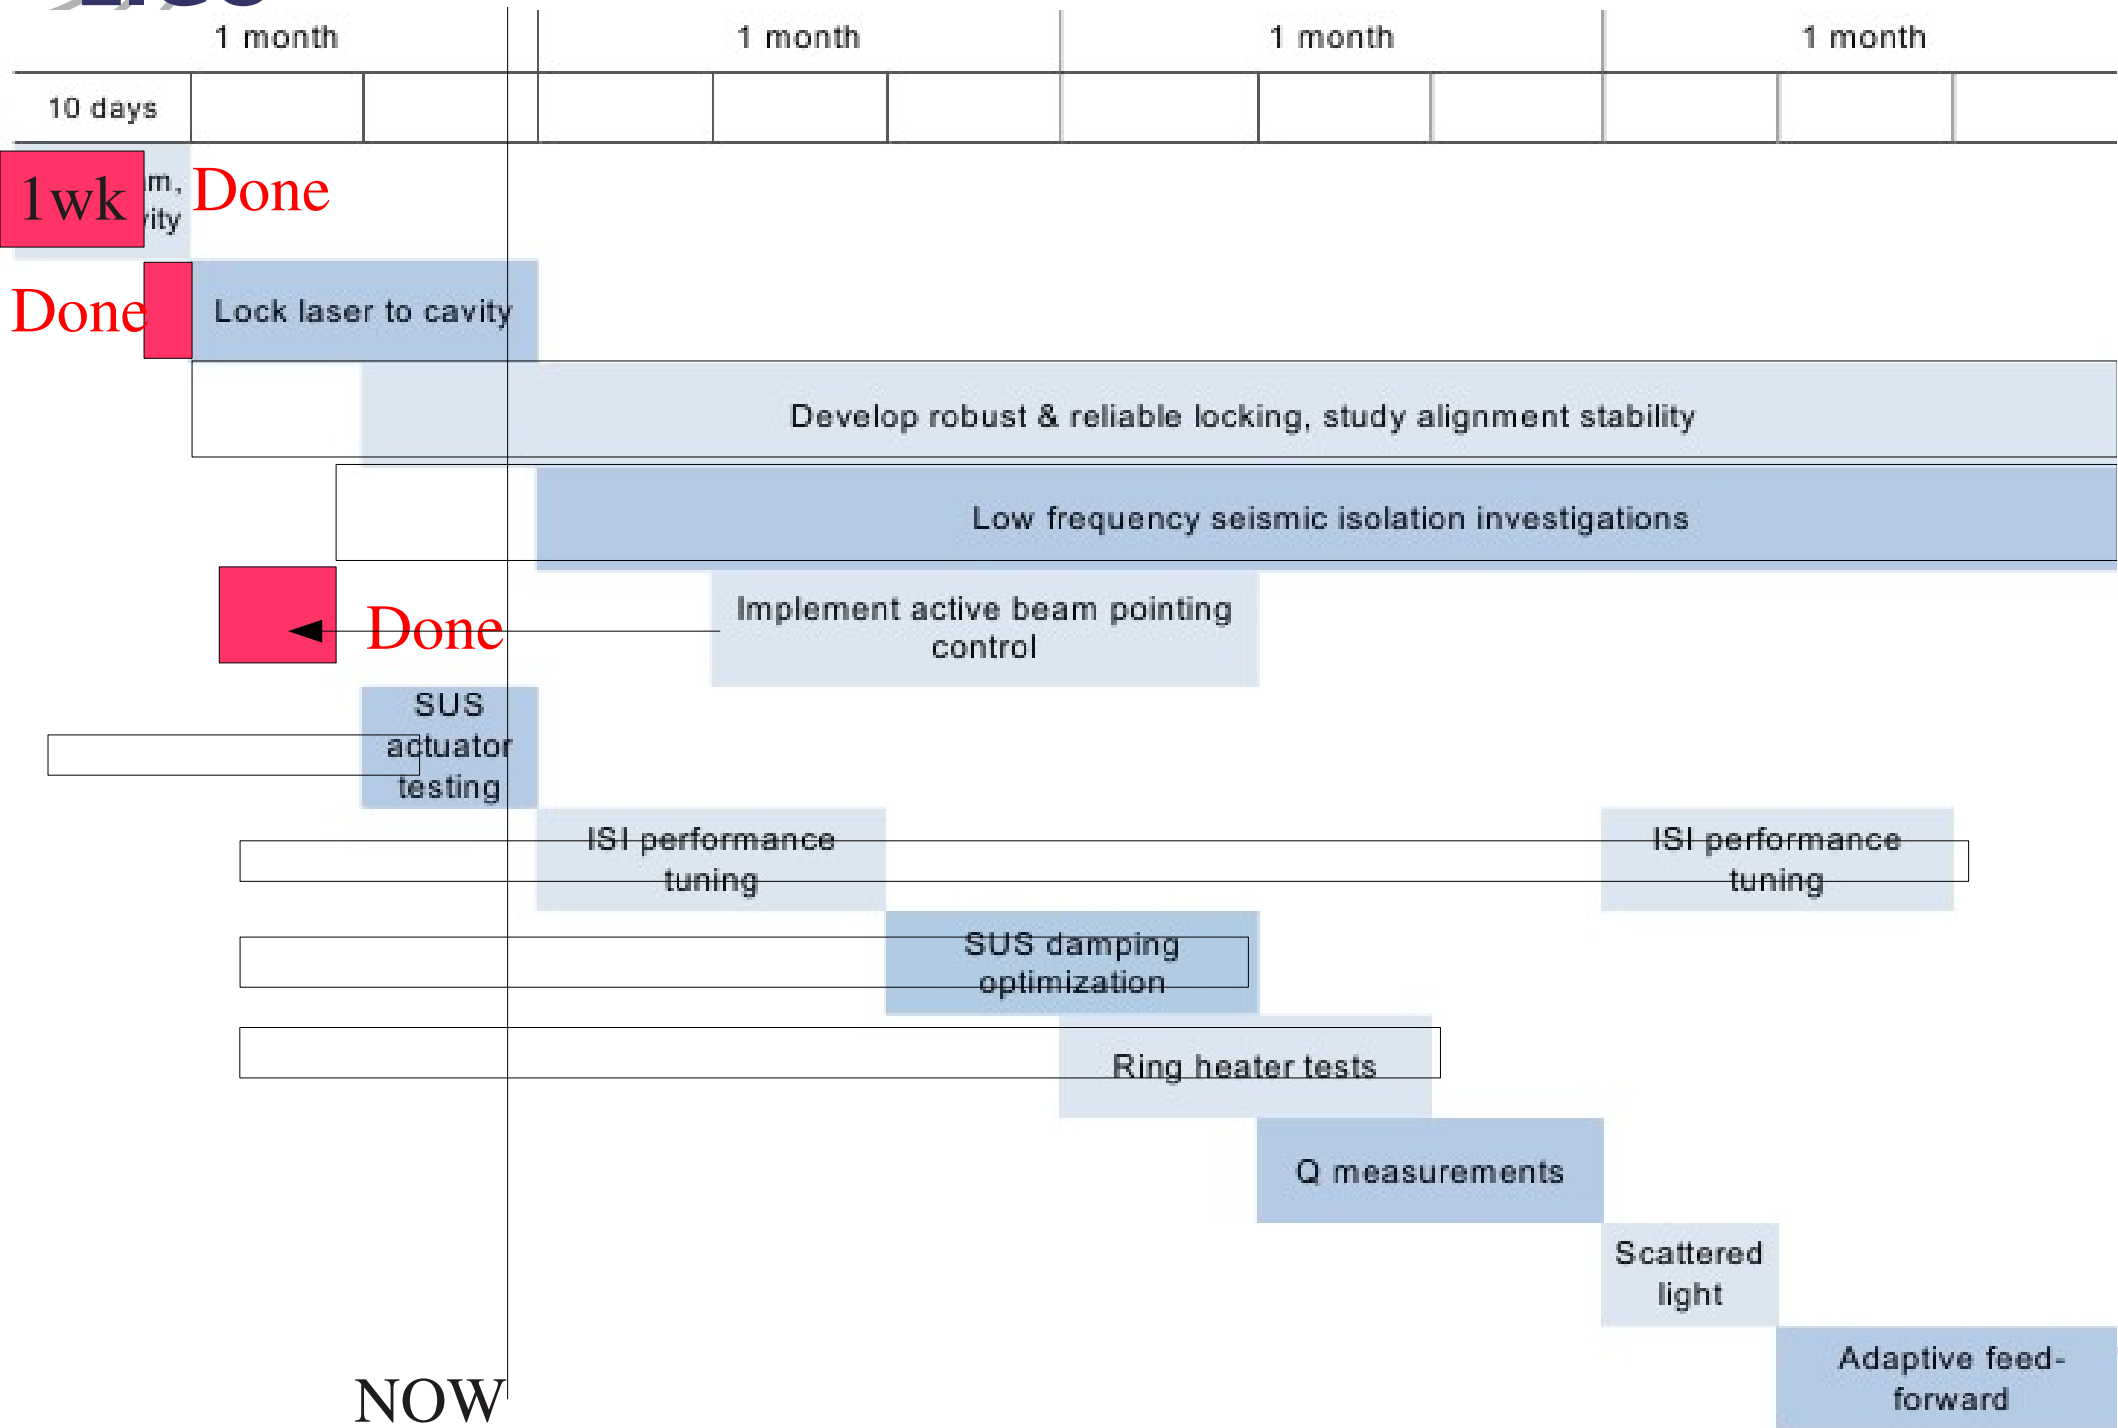 1 month
1 month
1 month
1 month
10 days
1wk
Done
Done
Lock laser to cavity
Develop robust & reliable locking, study alignment stability
Low frequency seismic isolation investigations
Done
Implement active beam pointing
control
SUS
actuator
testing
ISI performance
tuning
ISI performance
tuning
SUS damping
optimization
Ring heater tests
Q measurements
Scattered
light
Adaptive feed-
forward
NOW